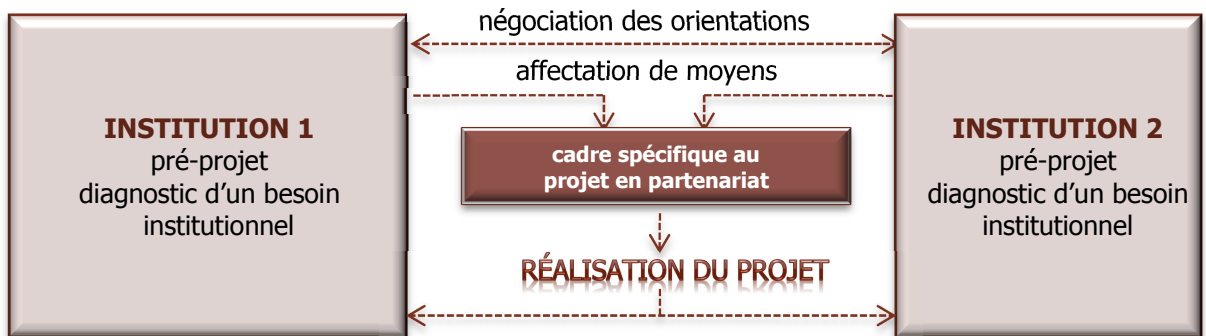 négociation des orientations
affectation de moyens
INSTITUTION 1
pré-projet
diagnostic d’un besoin
institutionnel
cadre spécifique au
projet en partenariat
RÉALISATION DU PROJET
INSTITUTION 2
pré-projet
diagnostic d’un besoin
institutionnel